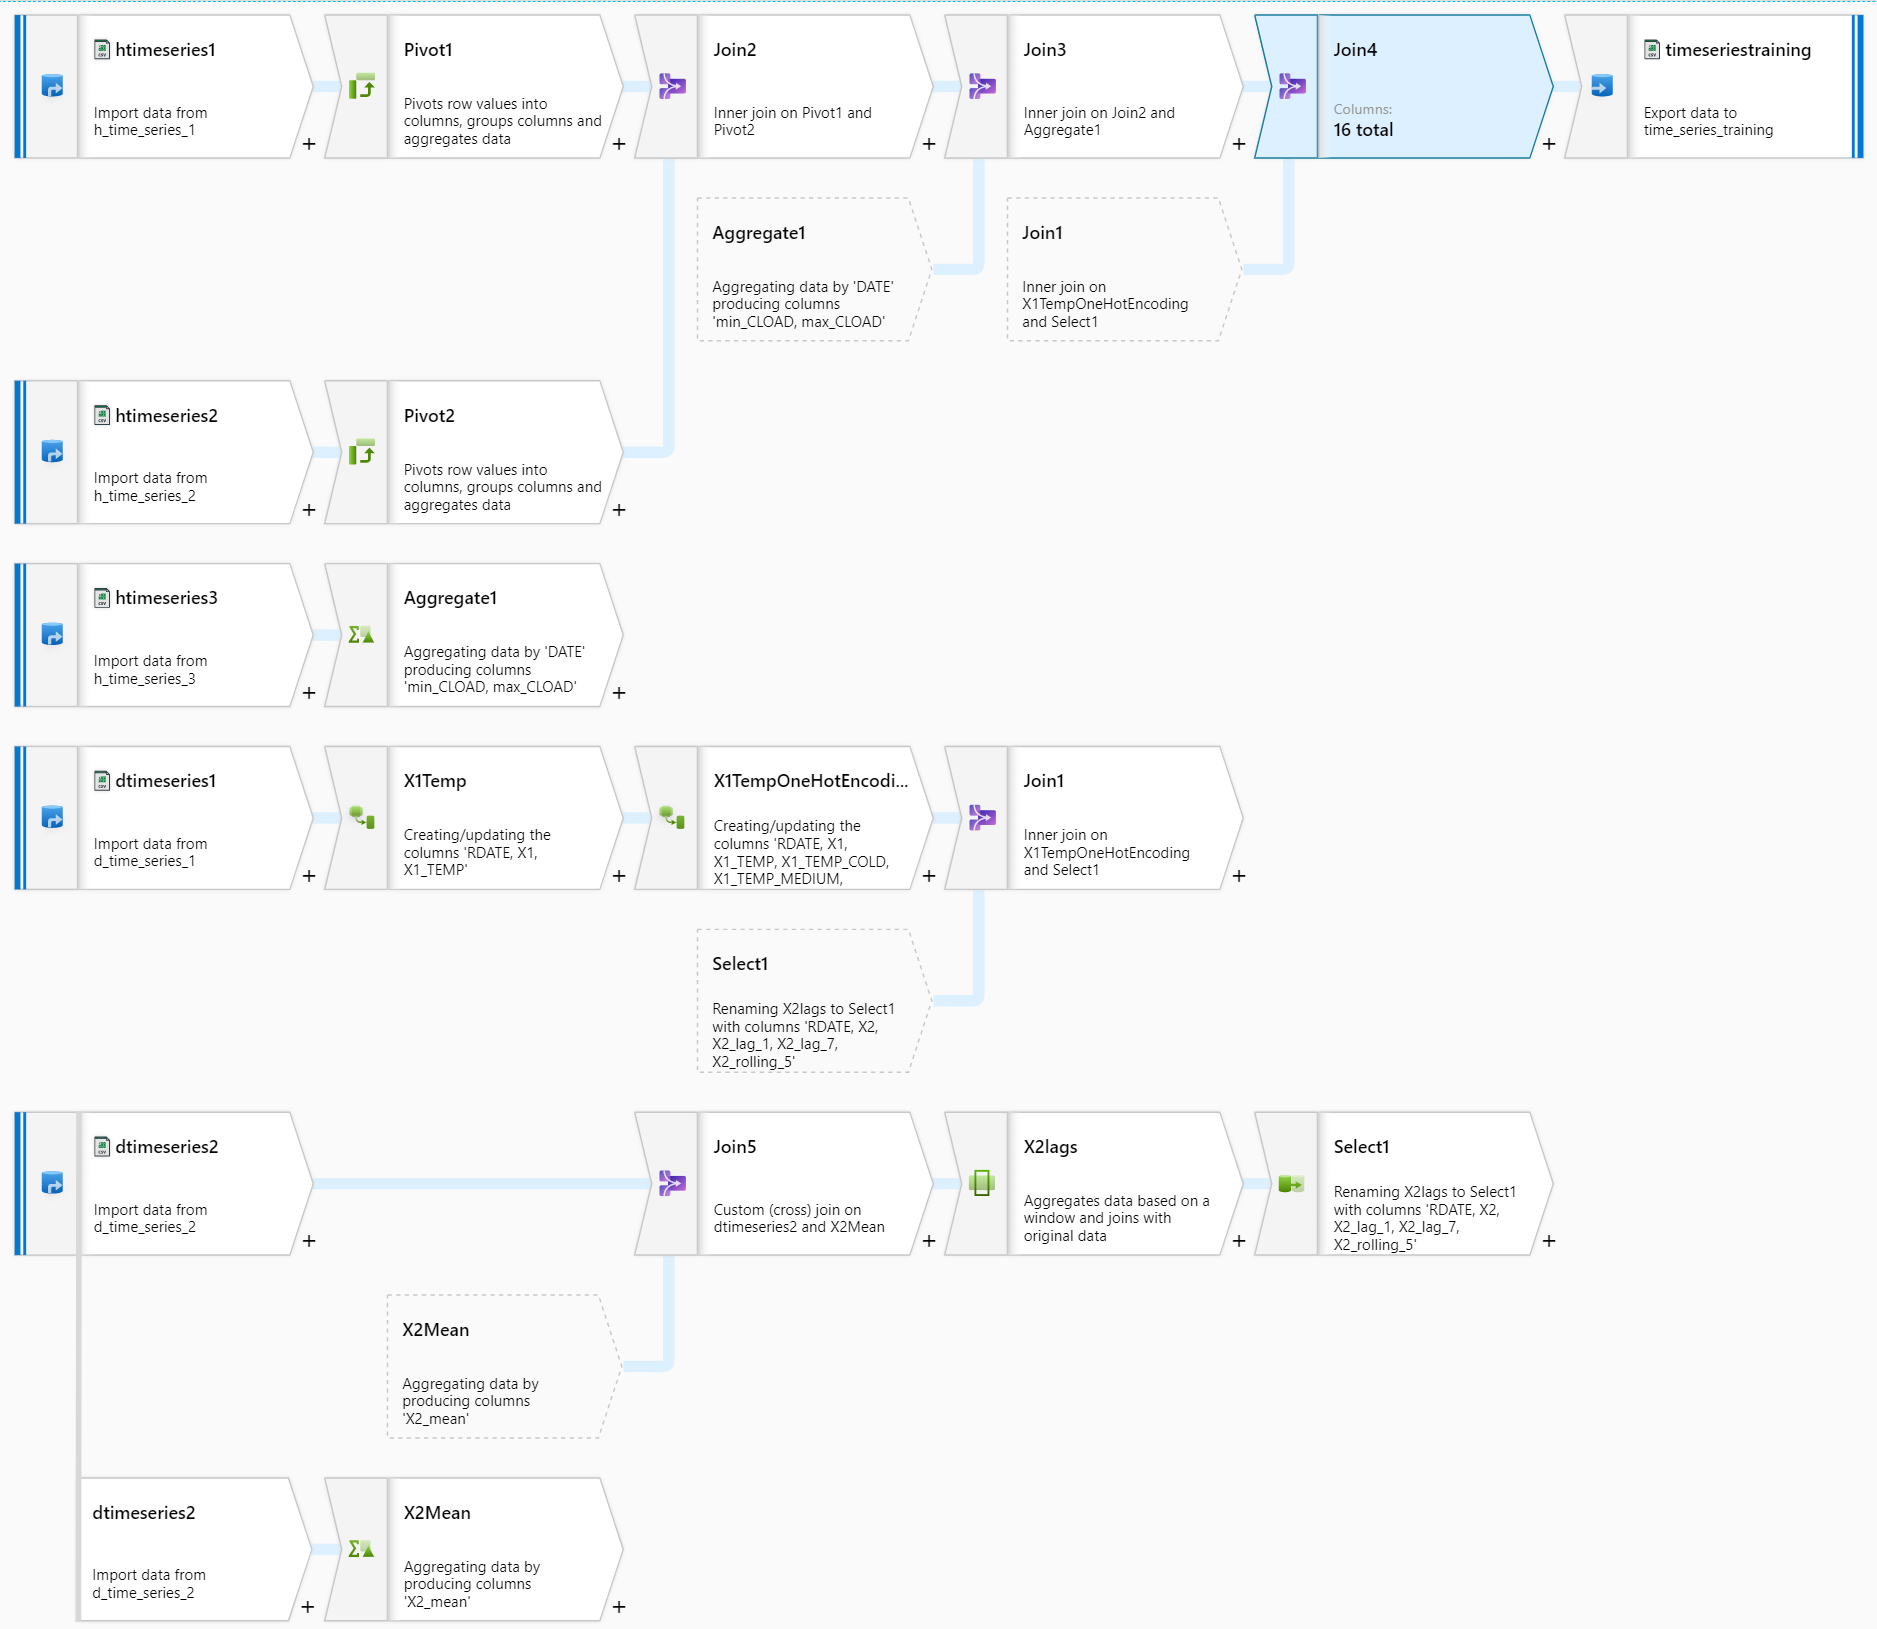 htimeseries1
Import data from
h_time_series_1
+
Pivot1
Pivots row values into
columns, groups columns and
aggregates data
+
Join2
Inner join on Pivot1 and
Pivot2
+
Join3
Inner join on Join2 and
Aggregate1
+
Join4
Columns:
16 total
+
timeseriestraining
Export data to
time_series_training
Aggregate1
Aggregating data by 'DATE'
producing columns
'min_CLOAD, max_CLOAD'
Join1
Inner join on
X1TempOneHotEncoding
and Select1
htimeseries2
Import data from
h_time_series_2
+
Pivot2
Pivots row values into
columns, groups columns and
aggregates data
+
htimeseries3
Import data from
h_time_series_3
+
Aggregate1
Aggregating data by 'DATE'
producing columns
'min_CLOAD, max_CLOAD'
+
dtimeseries1
Import data from
d_time_series_1
+
X1Temp
Creating/updating the
columns 'RDATE, X1,
X1_TEMP'
+
X1TempOneHotEncodi...
Creating/updating the
columns 'RDATE, X1,
X1_TEMP, X1_TEMP_COLD,
X1_TEMP_MEDIUM,
+
Join1
Inner join on
X1TempOneHotEncoding
and Select1
+
Select1
Renaming X2lags to Select1
with columns 'RDATE, X2,
X2_lag_1, X2_lag_7,
X2_rolling_5'
dtimeseries2
Import data from
d_time_series_2
+
Join5
Custom (cross) join on
dtimeseries2 and X2Mean
+
X2lags
Aggregates data based on a
window and joins with
original data
+
Select1
Renaming X2lags to Select1
with columns 'RDATE, X2,
X2_lag_1, X2_lag_7,
X2_rolling_5'
+
X2Mean
Aggregating data by
producing columns
'X2_mean'
dtimeseries2
Import data from
d_time_series_2
+
X2Mean
Aggregating data by
producing columns
'X2_mean'
+